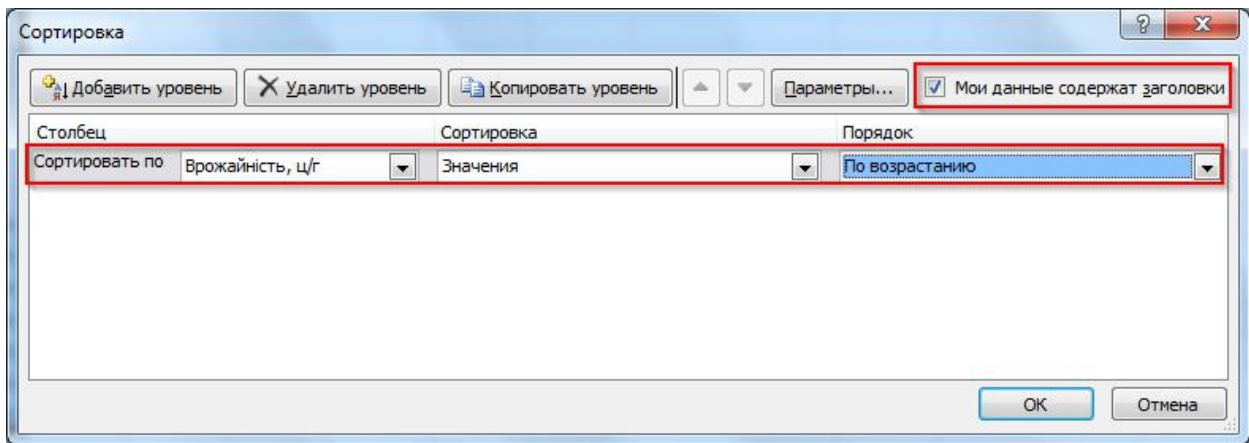 Сортировка
Добавить уровень Удалить уровень Копировать уровень Параметры... Мои данные содержат заголовки
Столбец Сортировка Порядок
Сортировать по Врожайність, ц/г Значения По возрастанию
ОК Отмена